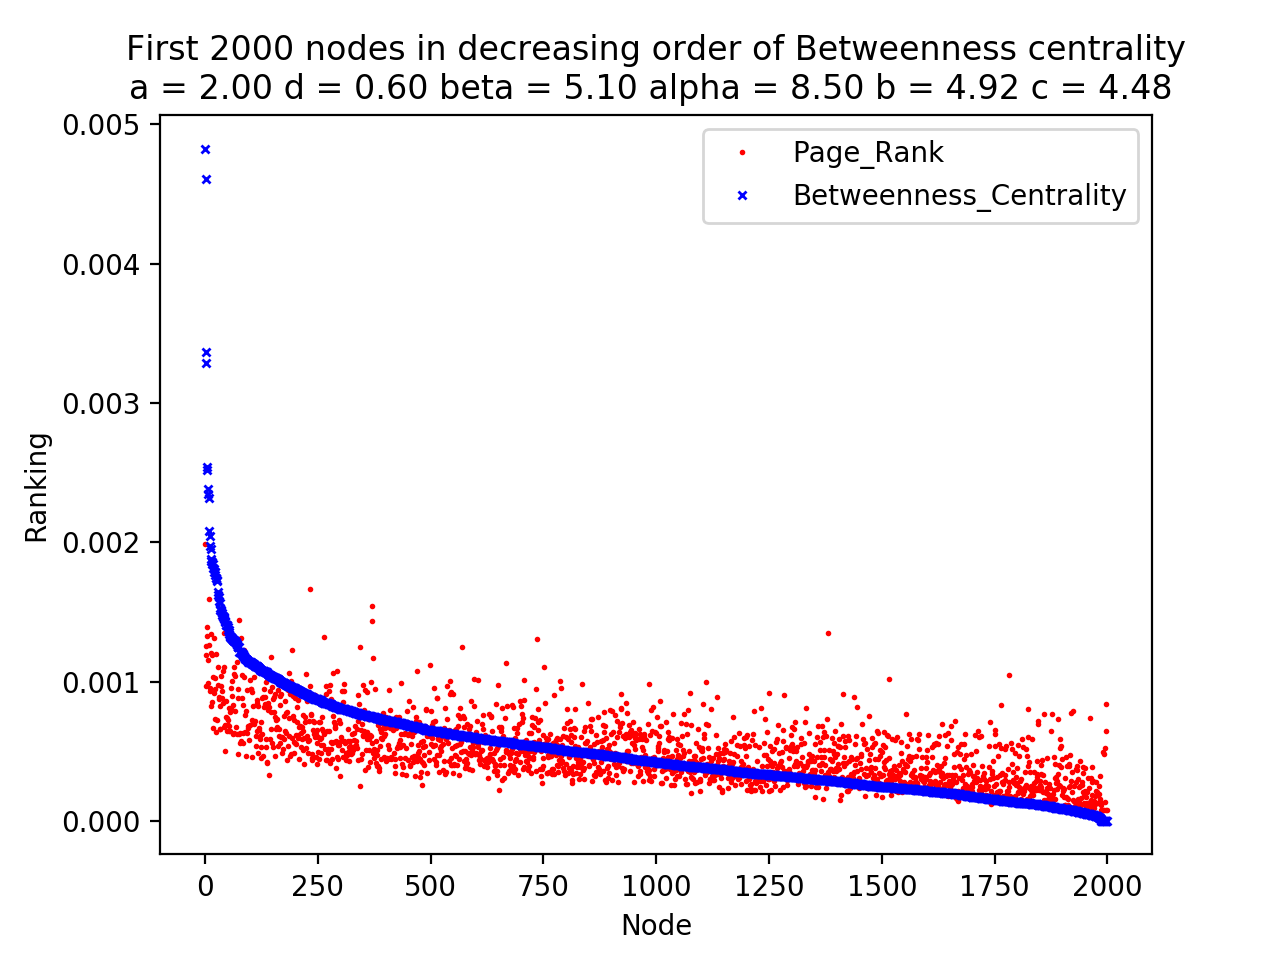 First 2000 nodes in decreasing order of Betweenness centrality
a = 2.00 d = 0.60 beta = 5.10 alpha = 8.50 b = 4.92 c = 4.48
Page_Rank
Betweenness_Centrality
0.005
0.004
0.003
0.002
0.001
0.000
Ranking
0 250 500 750 1000 1250 1500 1750 2000
Node